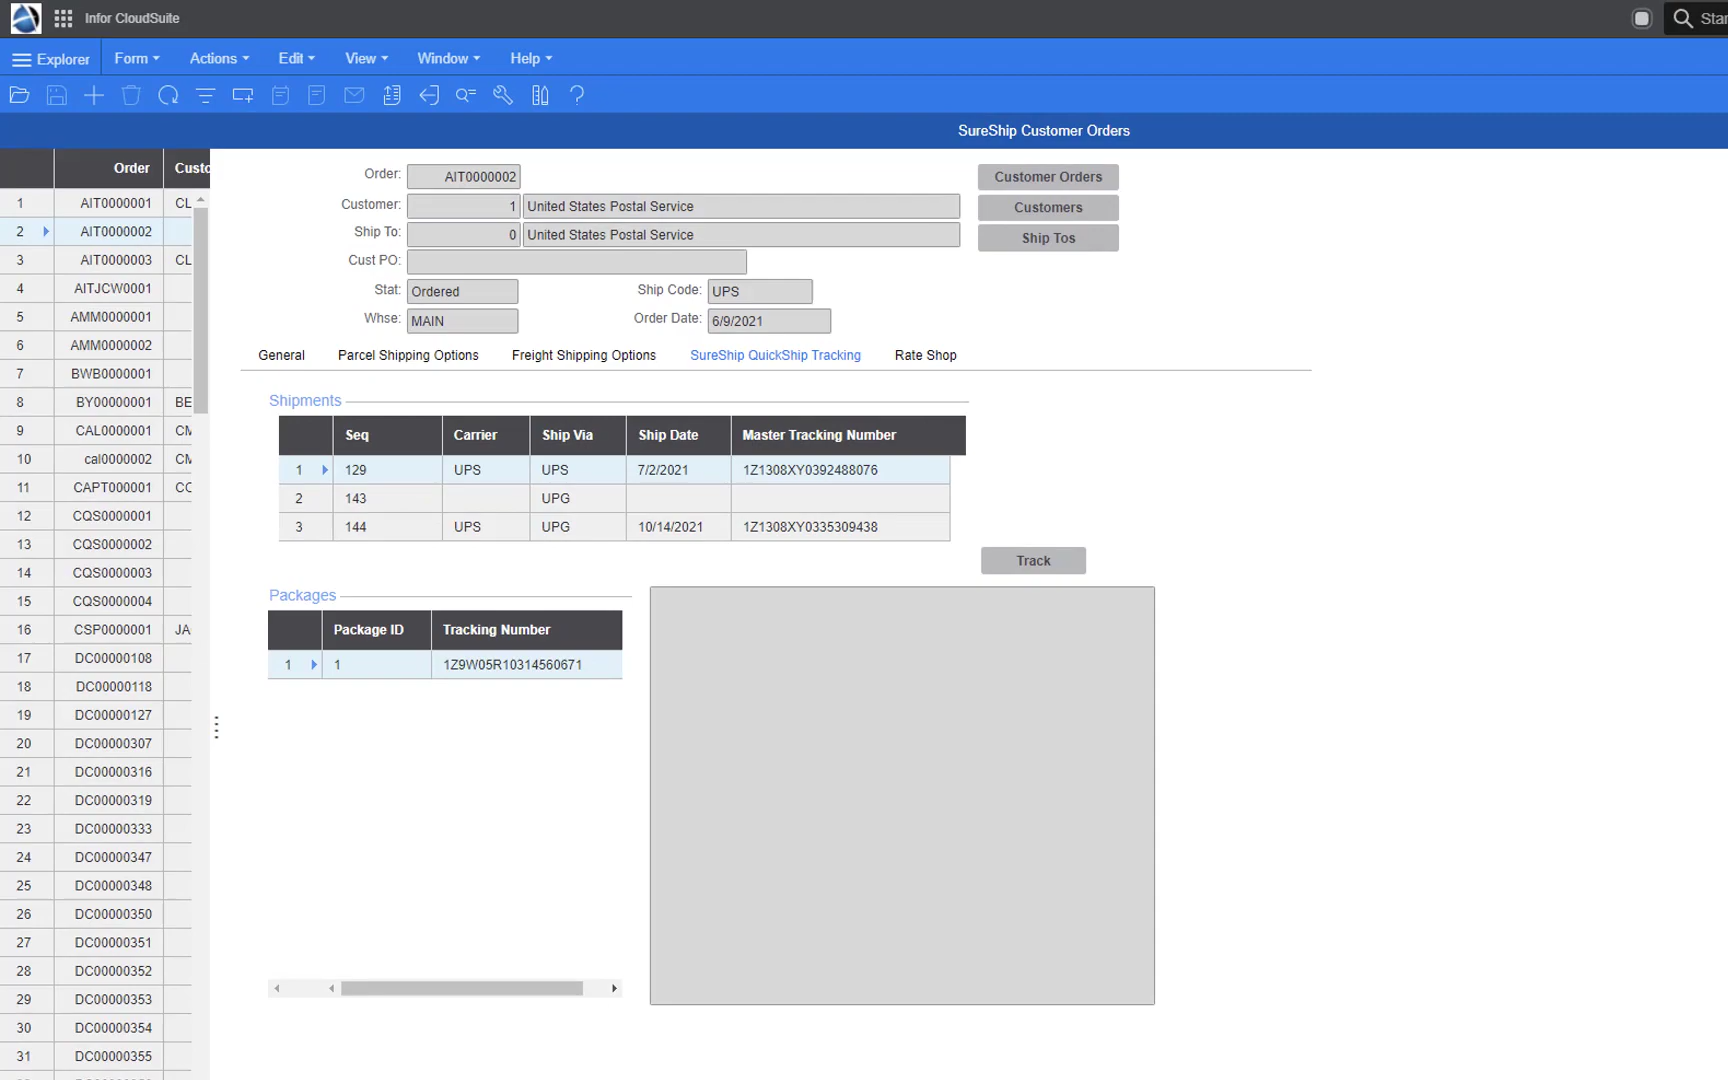 Infor CloudSuite
Star
Explorer Form Actions Edit View Window Help
SureShip Customer Orders
Order Custo
1 AIT0000001 CL
2 AIT0000002
3 AIT0000003 CL
4 AITJCW0001
5 AMM0000001
6 AMM0000002
7 BWB0000001
8 BY00000001 BE
9 CAL0000001 CM
10 cal0000002 CM
11 CAPT000001 CC
12 CQS0000001
13 CQS0000002
14 CQS0000003
15 CQS0000004
16 CSP0000001 JA
17 DC00000108
18 DC00000118
19 DC00000127
20 DC00000307
21 DC00000316
22 DC00000319
23 DC00000333
24 DC00000347
25 DC00000348
26 DC00000350
27 DC00000351
28 DC00000352
29 DC00000353
30 DC00000354
31 DC00000355
Order: AIT0000002
Customer: 1 United States Postal Service
Ship To: 0 United States Postal Service
Cust PO:
Stat: Ordered Ship Code: UPS
Whse: MAIN Order Date: 6/9/2021
Customer Orders
Customers
Ship Tos
General Parcel Shipping Options Freight Shipping Options SureShip QuickShip Tracking Rate Shop
Shipments
Seq Carrier Ship Via Ship Date Master Tracking Number
1 129 UPS UPS 7/2/2021 1Z1308XY0392488076
2 143 UPG
3 144 UPS UPG 10/14/2021 1Z1308XY0335309438
Track
Packages
Package ID Tracking Number
1 1 1Z9W05R10314560671